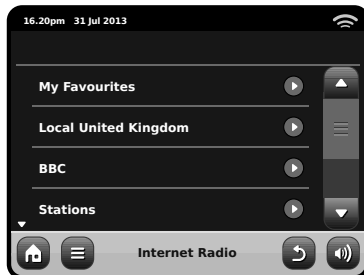 16.20pm 31 Jul 2013
My Favourites
Local United Kingdom
BBC
Stations
Internet Radio